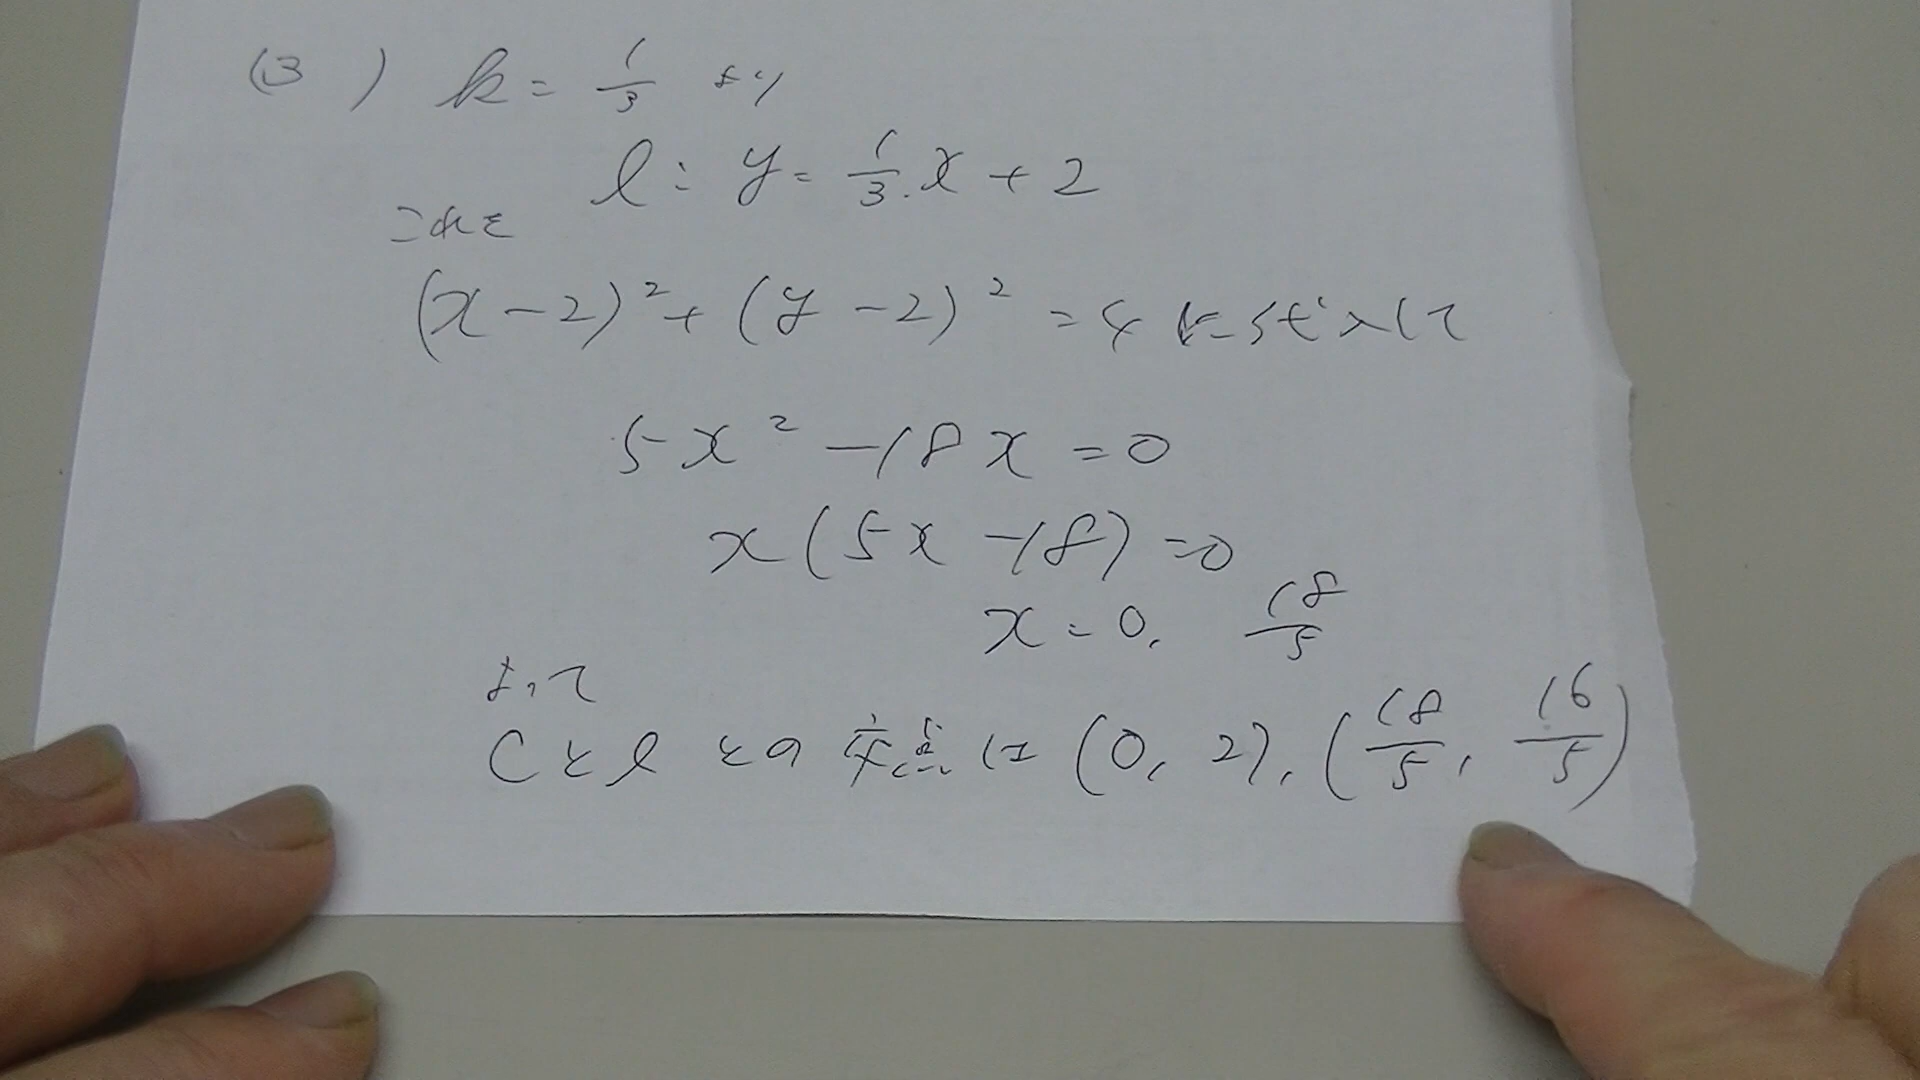 (3) k = 1/3 より
l : y = 1/3 x + 2
これを
(x - 2)² + (y - 2)² = 4 に代入して
5x² - 18x = 0
x(5x - 18) = 0
x = 0, 18/5
よって
Cとlとの交点は (0, 2), (18/5, 16/5)